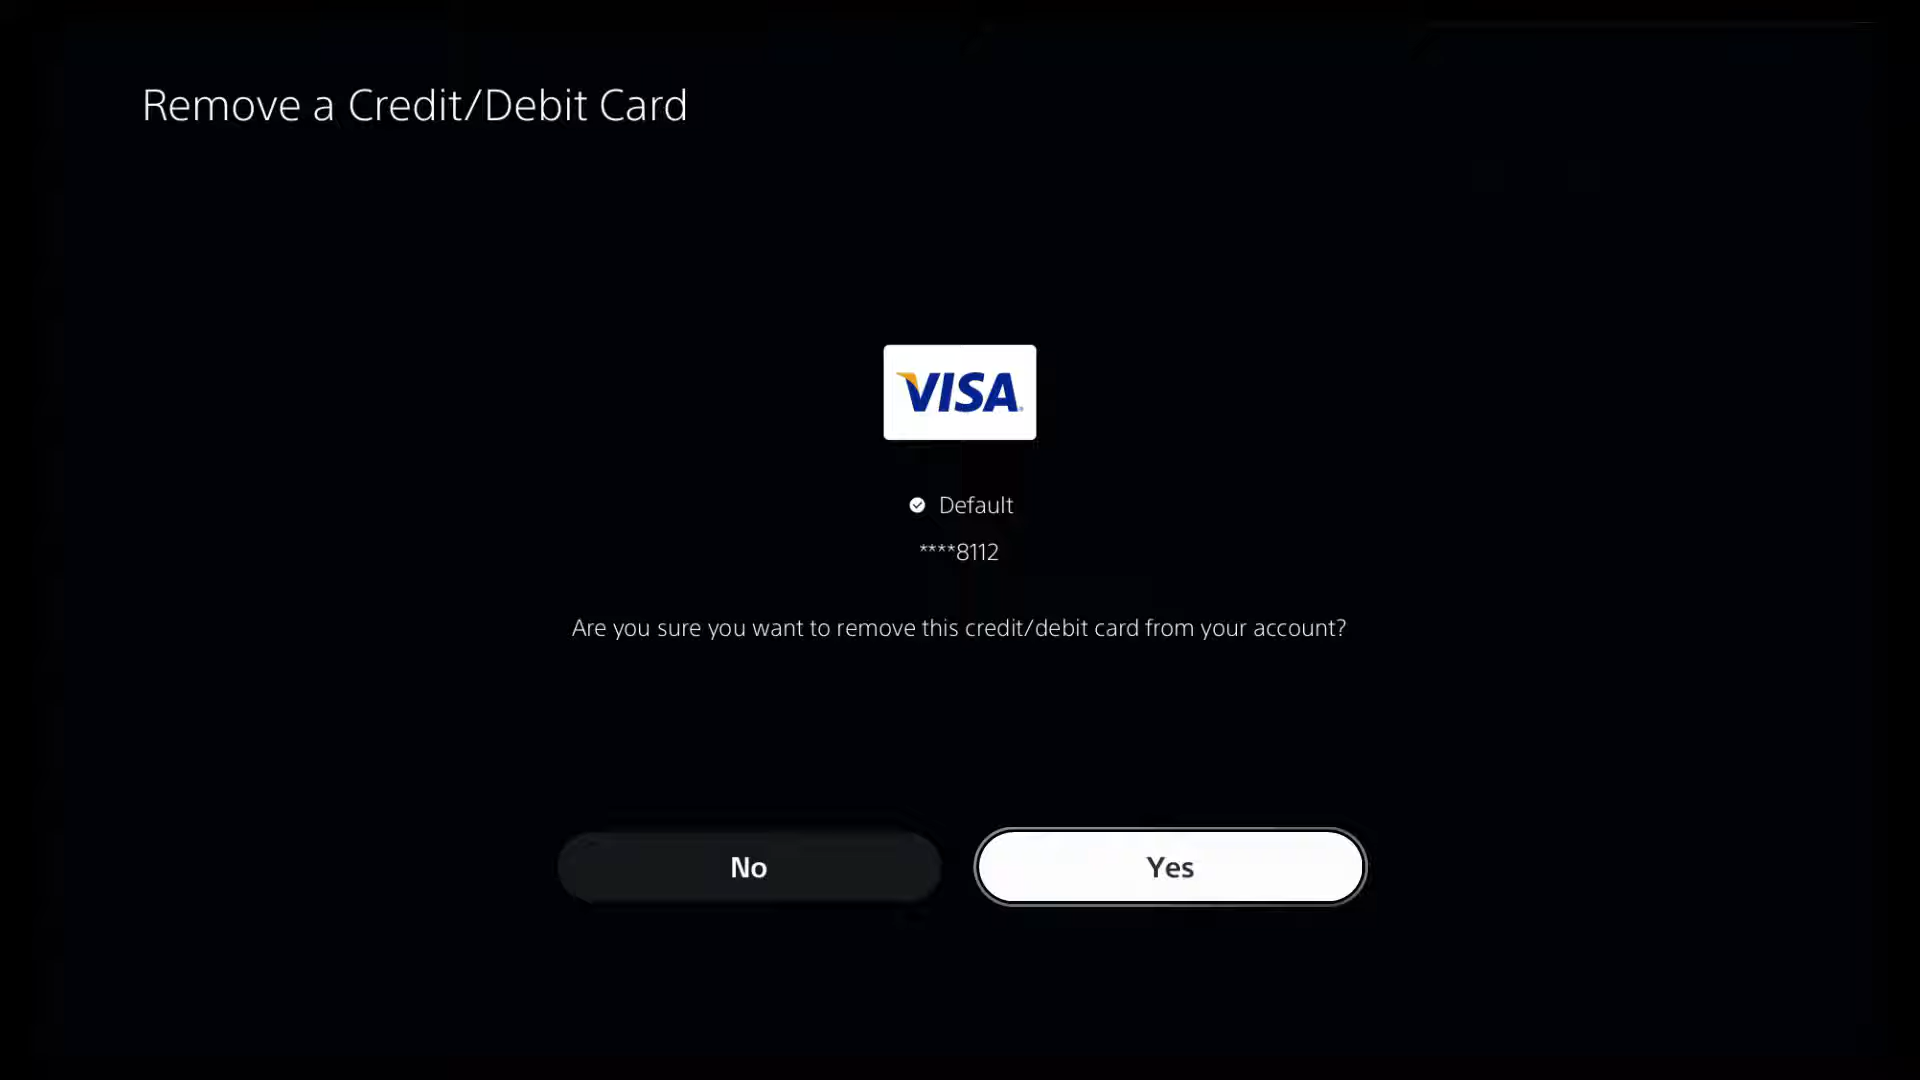 Remove a Credit/Debit Card
VISA
Default
****8112
Are you sure you want to remove this credit/debit card from your account?
No
Yes